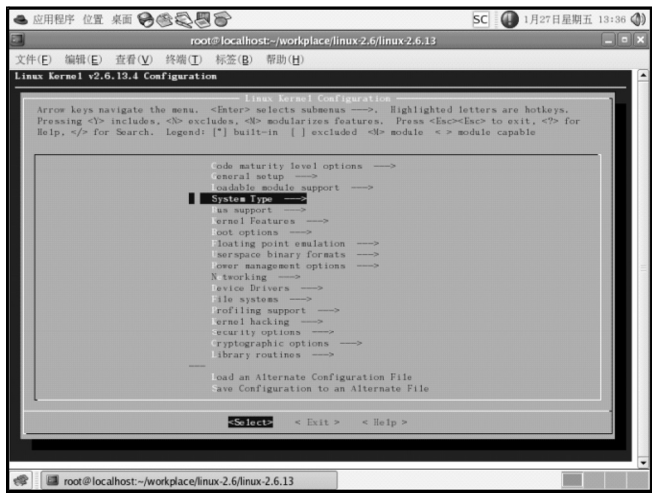 应用程序 位置 桌面 SC 1月27日星期五 13:36
root@localhost:~/workplace/linux-2.6/linux-2.6.13
文件(F) 编辑(E) 查看(V) 终端(T) 标签(B) 帮助(H)
Linux Kernel v2.6.13.4 Configuration
Linux Kernel Configuration
Arrow keys navigate the menu. <Enter> selects submenus --->. Highlighted letters are hotkeys.
Pressing <Y> includes, <N> excludes, <M> modularizes features. Press <Esc><Esc> to exit, <?> for
Help, </> for Search. Legend: [*] built-in [ ] excluded <M> module < > module capable
Code maturity level options --->
General setup --->
Loadable module support --->
System Type --->
Bus support --->
Kernel Features --->
Boot options --->
Floating point emulation --->
Userspace binary formats --->
Power management options --->
Networking --->
Device Drivers --->
File systems --->
Profiling support --->
Kernel hacking --->
Security options --->
Cryptographic options --->
Library routines --->
---
Load an Alternate Configuration File
Save Configuration to an Alternate File
<Select> < Exit > < Help >
root@localhost:~/workplace/linux-2.6/linux-2.6.13